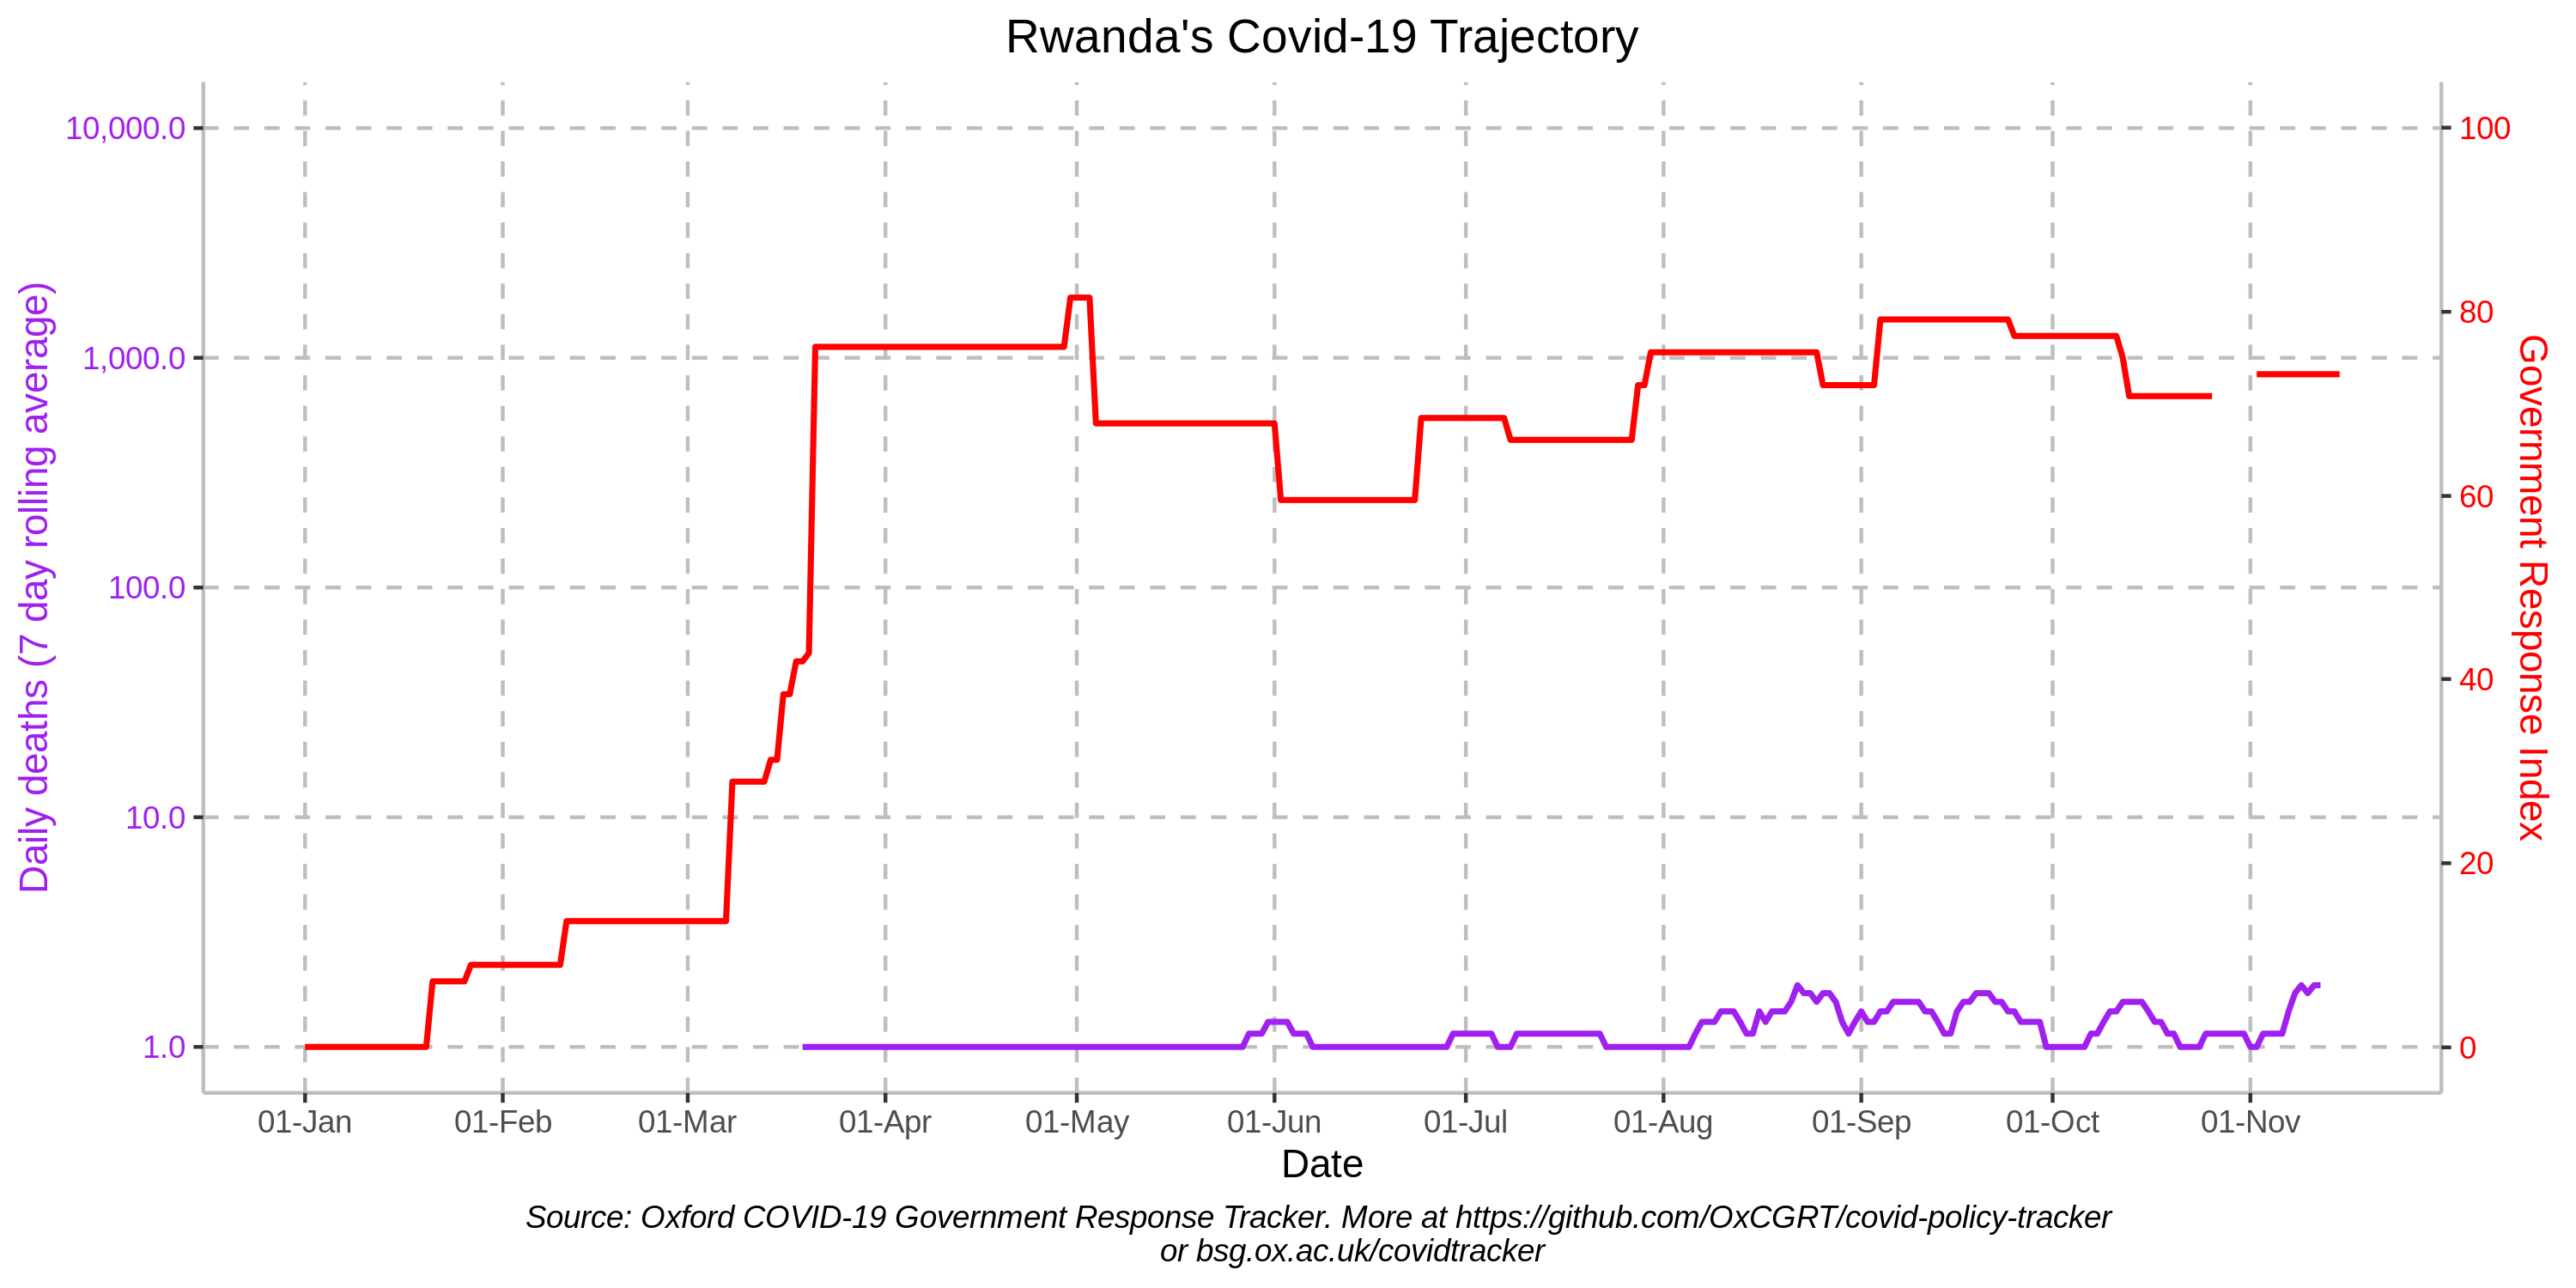 Rwanda's Covid-19 Trajectory
Daily deaths (7 day rolling average)
10,000.0
1,000.0
100.0
10.0
1.0
100
80
60
40
20
0
Government Response Index
01-Jan
01-Feb
01-Mar
01-Apr
01-May
01-Jun
01-Jul
01-Aug
01-Sep
01-Oct
01-Nov
Date
Source: Oxford COVID-19 Government Response Tracker. More at https://github.com/OxCGRT/covid-policy-tracker
or bsg.ox.ac.uk/covidtracker